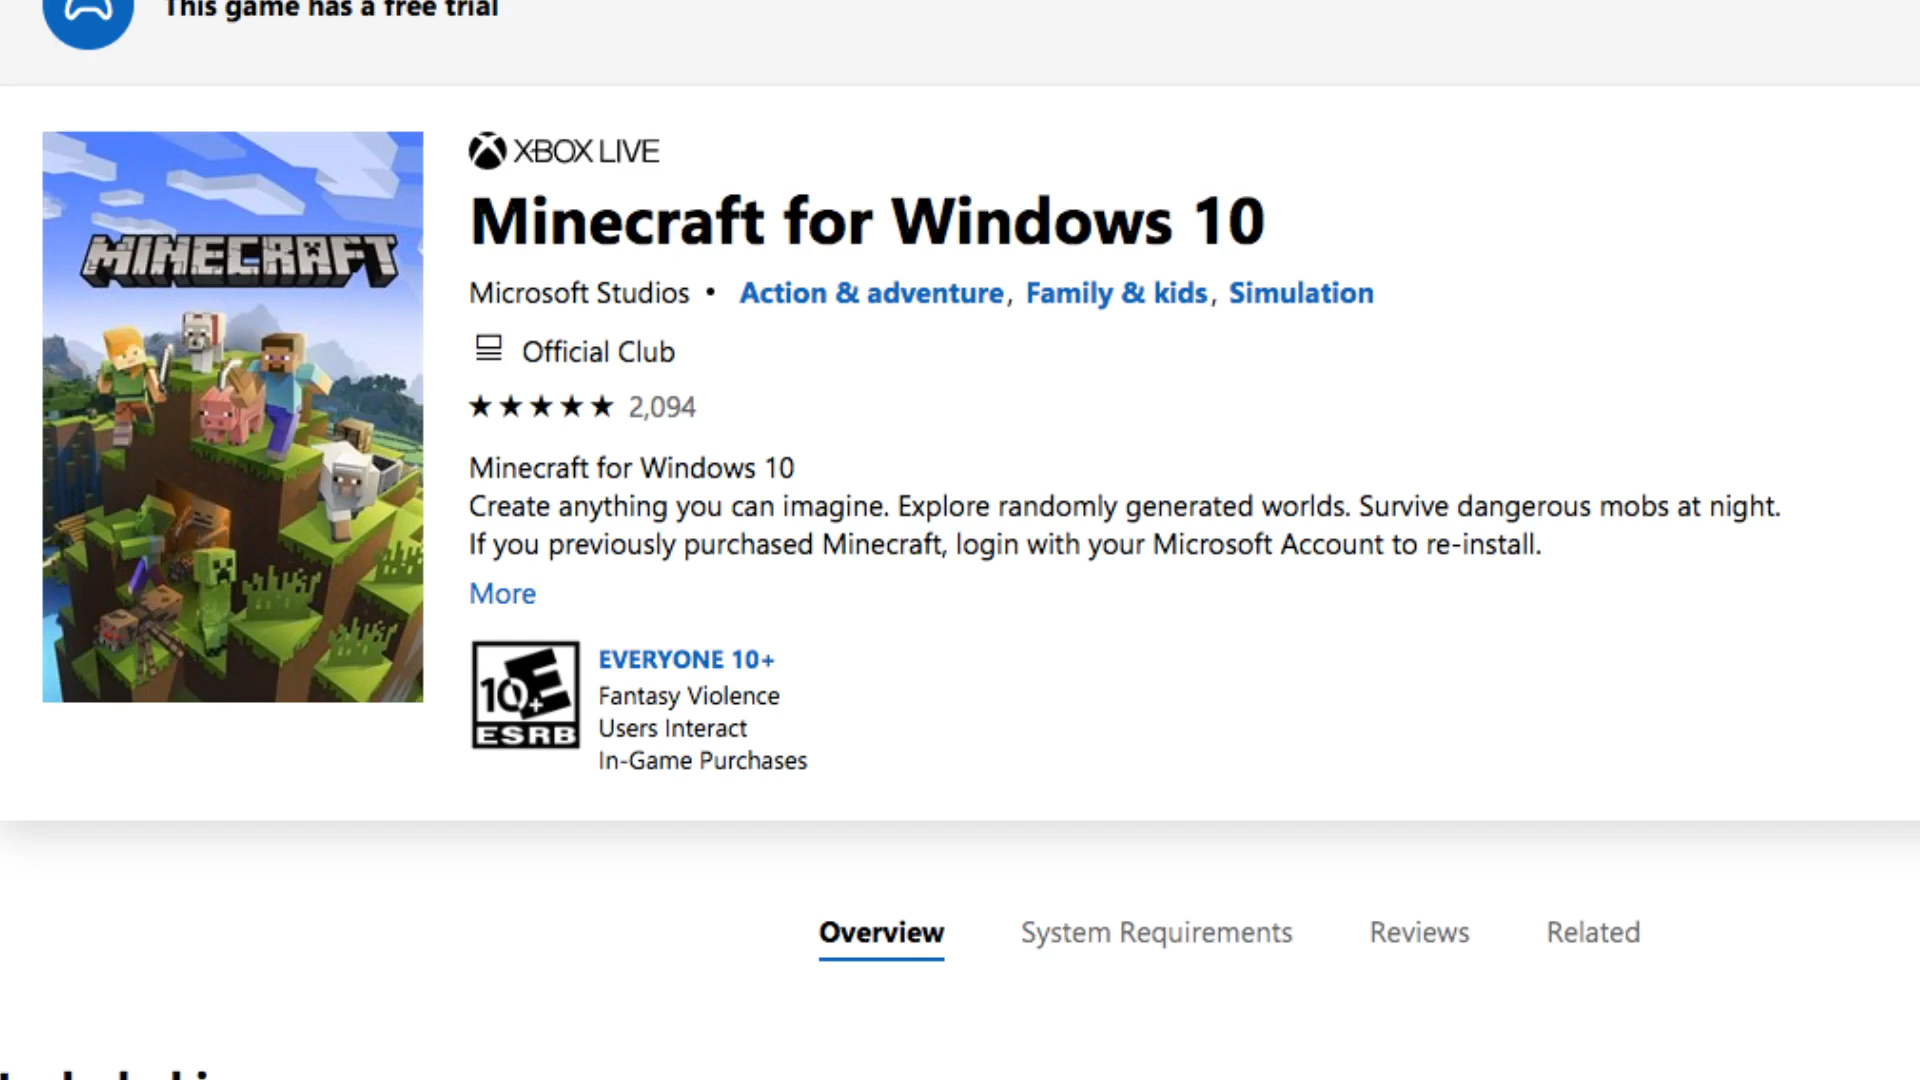 This game has a free trial
MINECRAFT
XBOX LIVE
Minecraft for Windows 10
Microsoft Studios • Action & adventure, Family & kids, Simulation
Official Club
★★★★★ 2,094
Minecraft for Windows 10
Create anything you can imagine. Explore randomly generated worlds. Survive dangerous mobs at night.
If you previously purchased Minecraft, login with your Microsoft Account to re-install.
More
10+ E
ESRB
EVERYONE 10+
Fantasy Violence
Users Interact
In-Game Purchases
Overview System Requirements Reviews Related